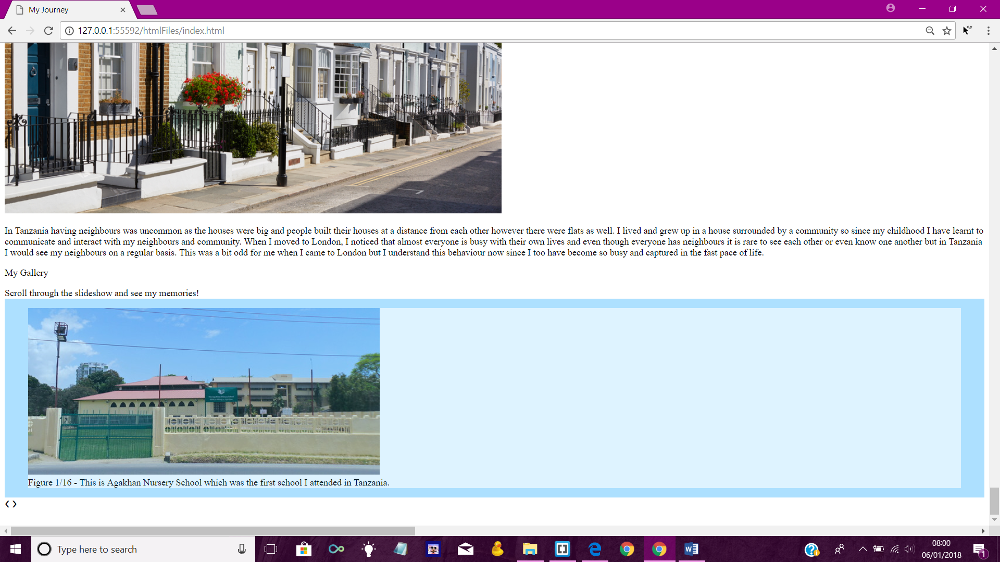 My Journey
127.0.0.1:55592/htmlFiles/index.html
In Tanzania having neighbours was uncommon as the houses were big and people built their houses at a distance from each other however there were flats as well. I lived and grew up in a house surrounded by a community so since my childhood I have learnt to
communicate and interact with my neighbours and community. When I moved to London, I noticed that almost everyone is busy with their own lives and even though everyone has neighbours it is rare to see each other or even know one another but in Tanzania
I would see my neighbours on a regular basis. This was a bit odd for me when I came to London but I understand this behaviour now since I too have become so busy and captured in the fast pace of life.
My Gallery
Scroll through the slideshow and see my memories!
Figure 1/16 - This is Agakhan Nursery School which was the first school I attended in Tanzania.
Type here to search
08:00
06/01/2018
1